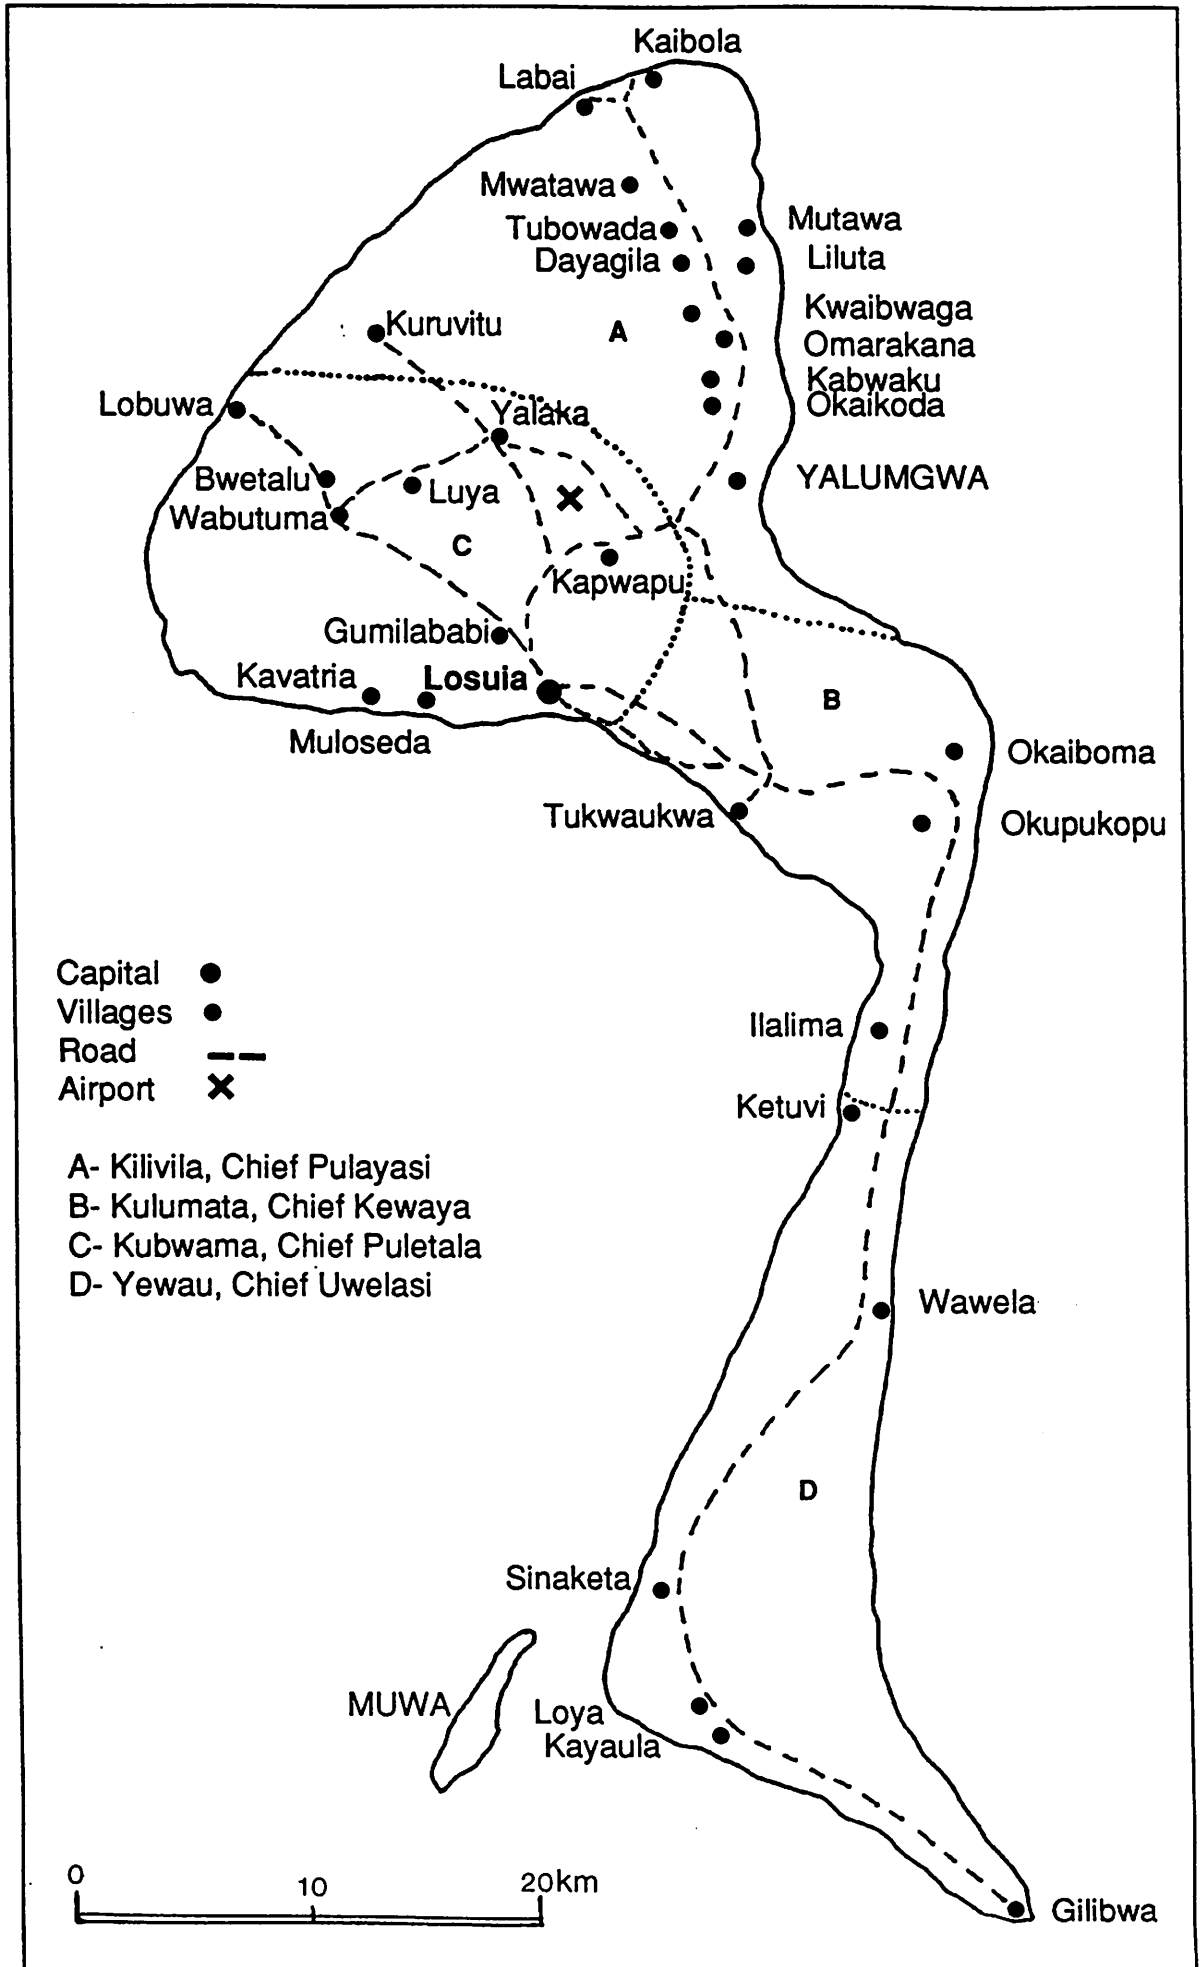 Kaibola
Labai
Mwatawa
Tubowada
Mutawa
Dayagila
Liluta
Kwaibwaga
Kuruvitu
A
Omarakana
Kabwaku
Lobuwa
Yalaka
Okaikoda
Bwetalu
Luya
YALUMGWA
Wabutuma
C
Kapwapu
Gumilababi
Kavatria
Losuia
B
Muloseda
Okaiboma
Tukwaukwa
Okupukopu
Capital
Villages
Road
Airport
Ilalima
Ketuvi
A- Kilivila, Chief Pulayasi
B- Kulumata, Chief Kewaya
C- Kubwama, Chief Puletala
D- Yewau, Chief Uwelasi
Wawela
D
Sinaketa
MUWA
Loya
Kayaula
0 10 20km
Gilibwa